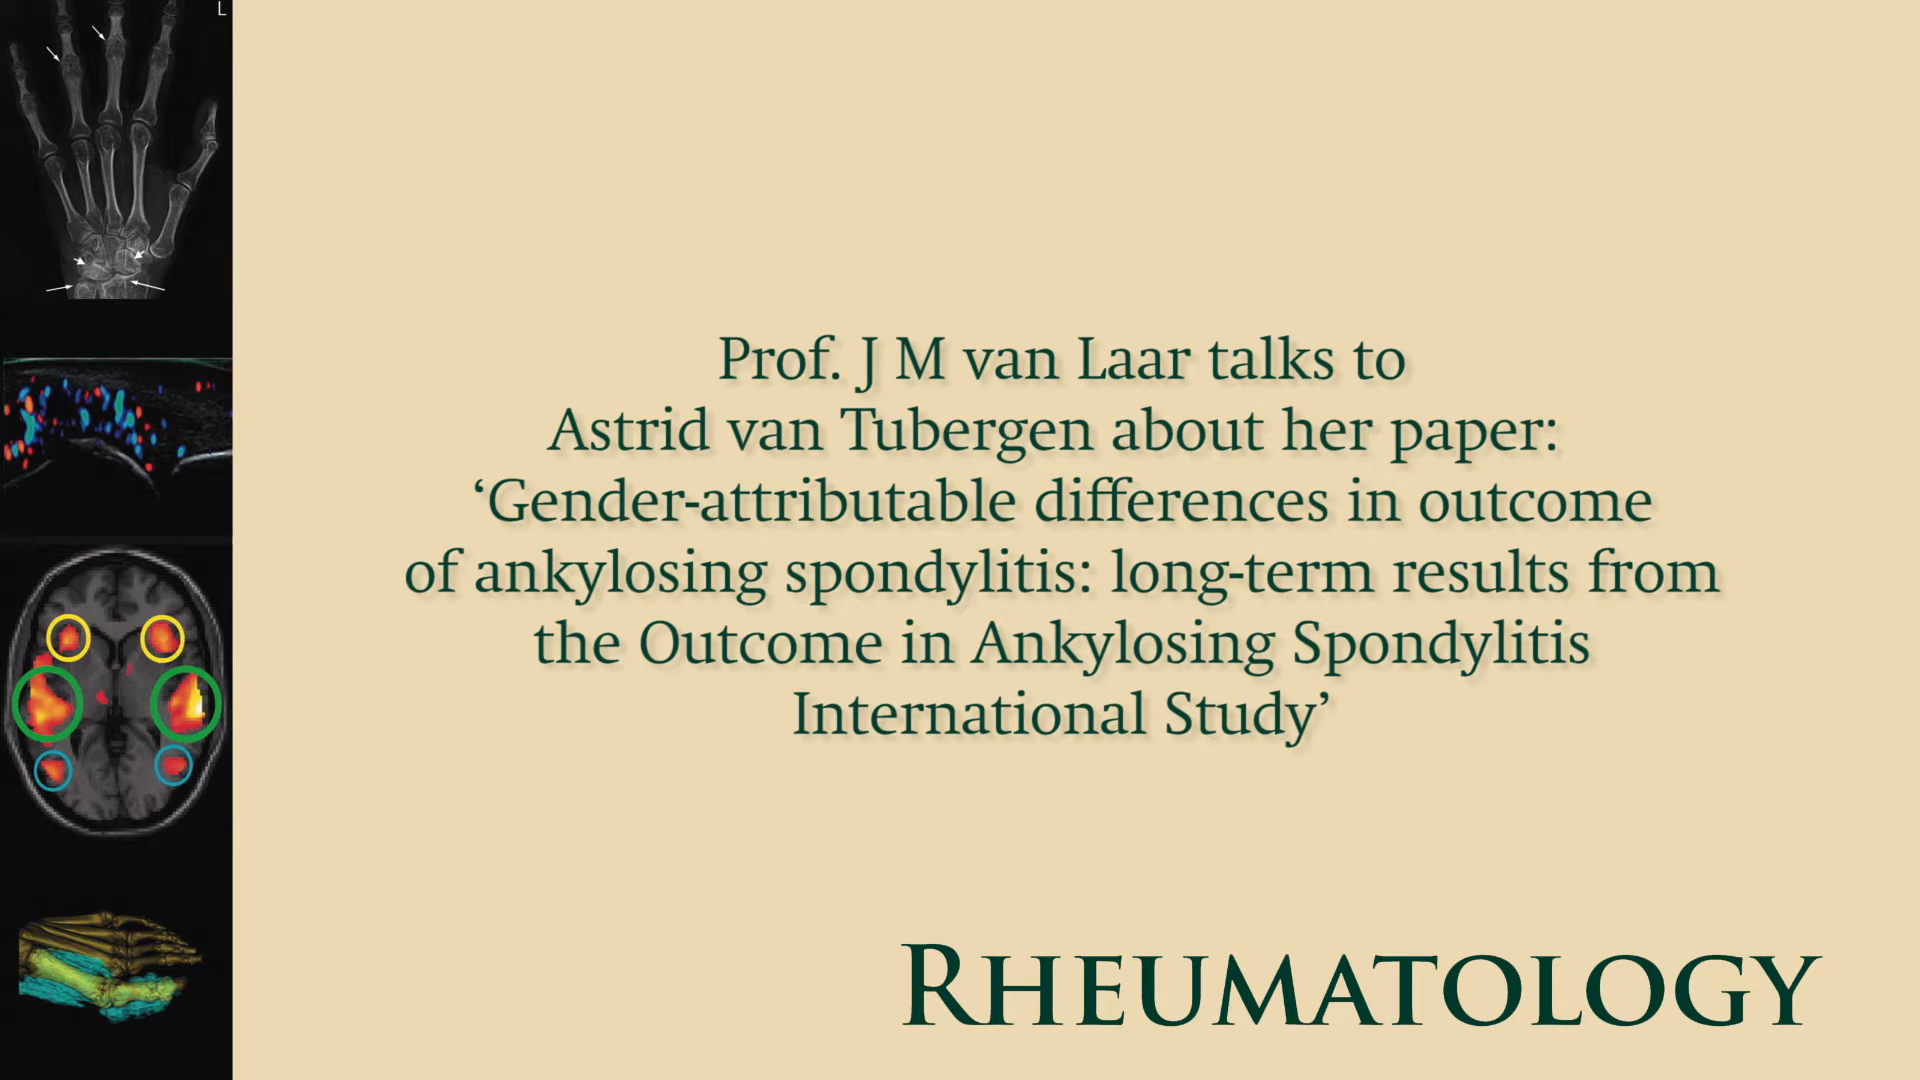 L
Prof. J M van Laar talks to
Astrid van Tubergen about her paper:
‘Gender-attributable differences in outcome
of ankylosing spondylitis: long-term results from
the Outcome in Ankylosing Spondylitis
International Study’
RHEUMATOLOGY